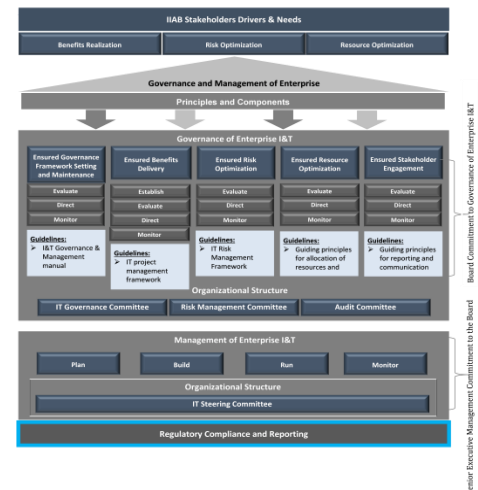 IIAB Stakeholders Drivers & Needs
Benefits Realization
Risk Optimization
Resource Optimization
Governance and Management of Enterprise
Principles and Components
Governance of Enterprise I&T
Ensured Governance
Framework Setting
and Maintenance
Evaluate
Direct
Monitor
Guidelines:
➢ I&T Governance &
Management
manual
Ensured Benefits
Delivery
Establish
Evaluate
Direct
Monitor
Guidelines:
➢ IT project
management
framework
Ensured Risk
Optimization
Evaluate
Direct
Monitor
Guidelines:
➢ IT Risk
Management
Framework
Ensured Resource
Optimization
Evaluate
Direct
Monitor
Guidelines:
➢ Guiding principles
for allocation of
resources and
Ensured Stakeholder
Engagement
Evaluate
Direct
Monitor
Guidelines:
➢ Guiding principles
for reporting and
communication
Organizational Structure
IT Governance Committee
Risk Management Committee
Audit Committee
Board Commitment to Governance of Enterprise I&T
Management of Enterprise I&T
Plan
Build
Run
Monitor
Organizational Structure
IT Steering Committee
enior Executive Management Commitment to the Board
Regulatory Compliance and Reporting